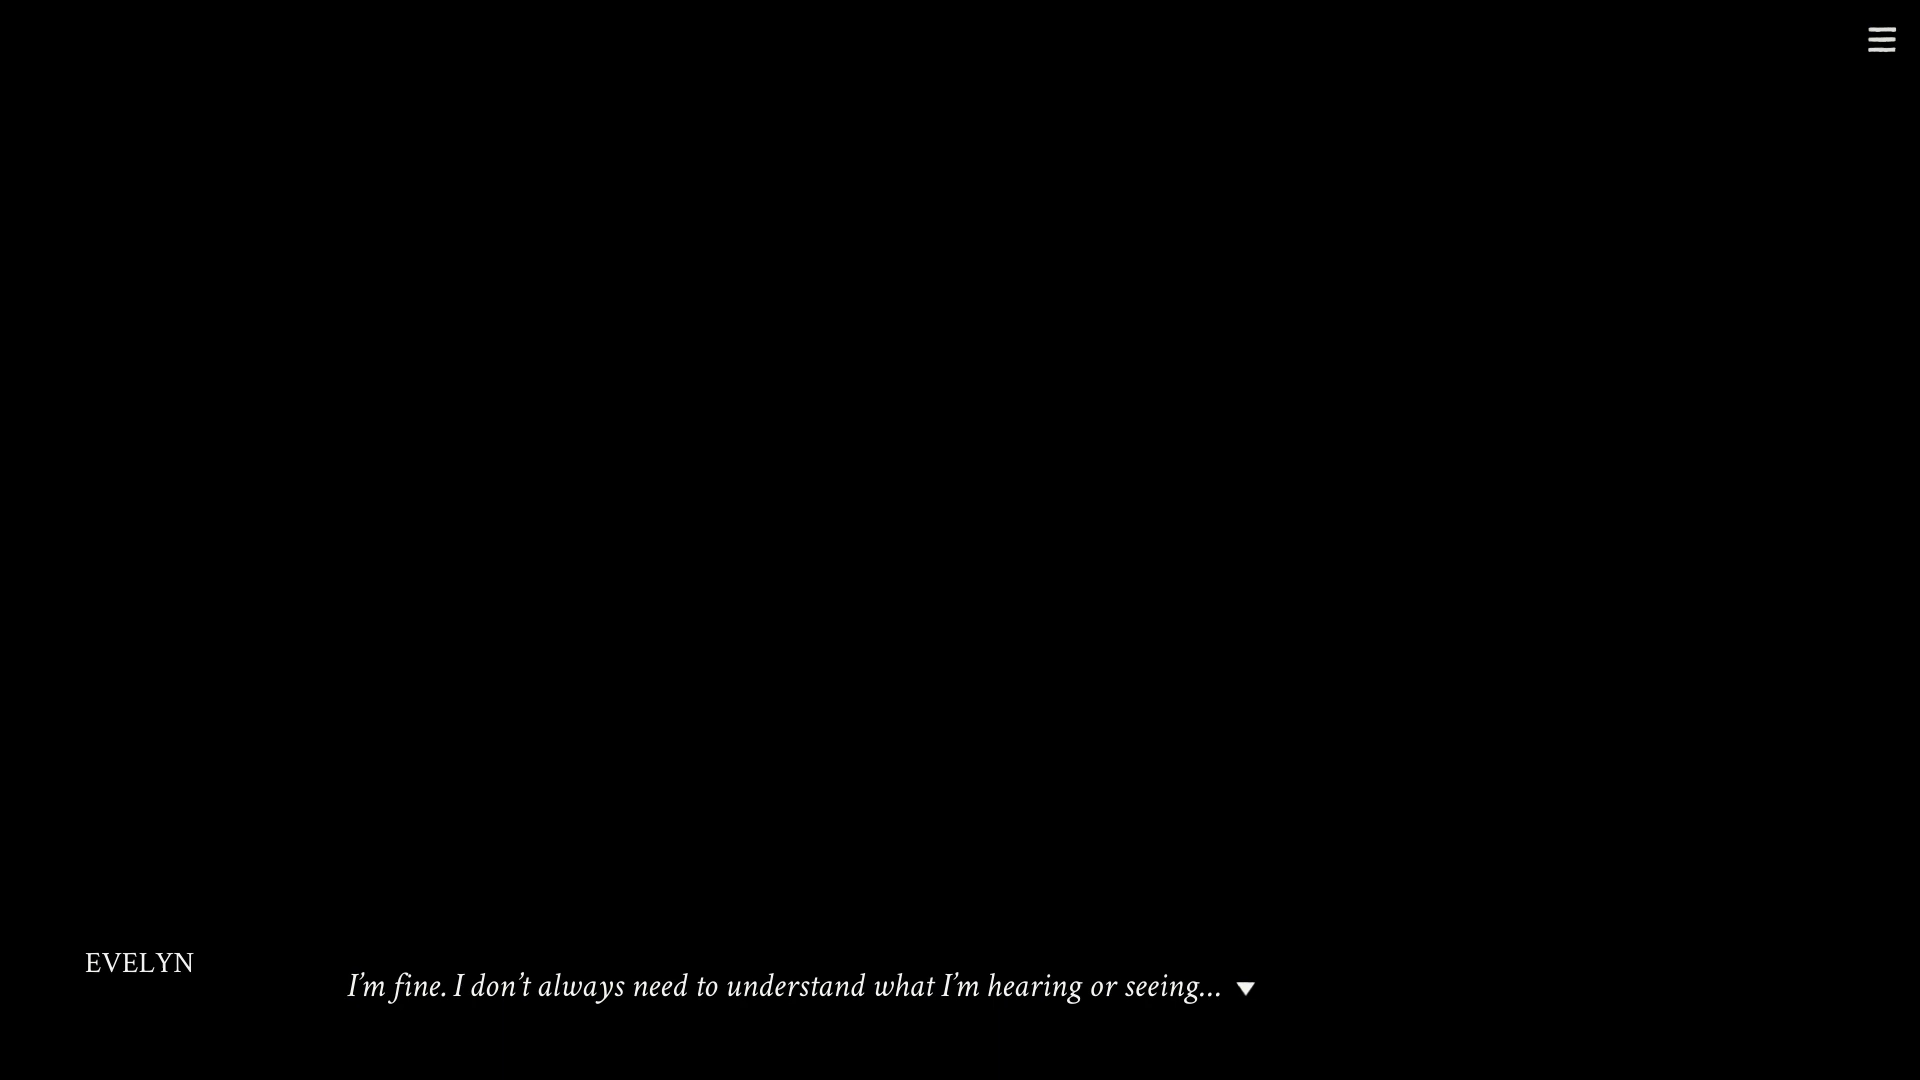 EVELYN
I’m fine. I don’t always need to understand what I’m hearing or seeing...